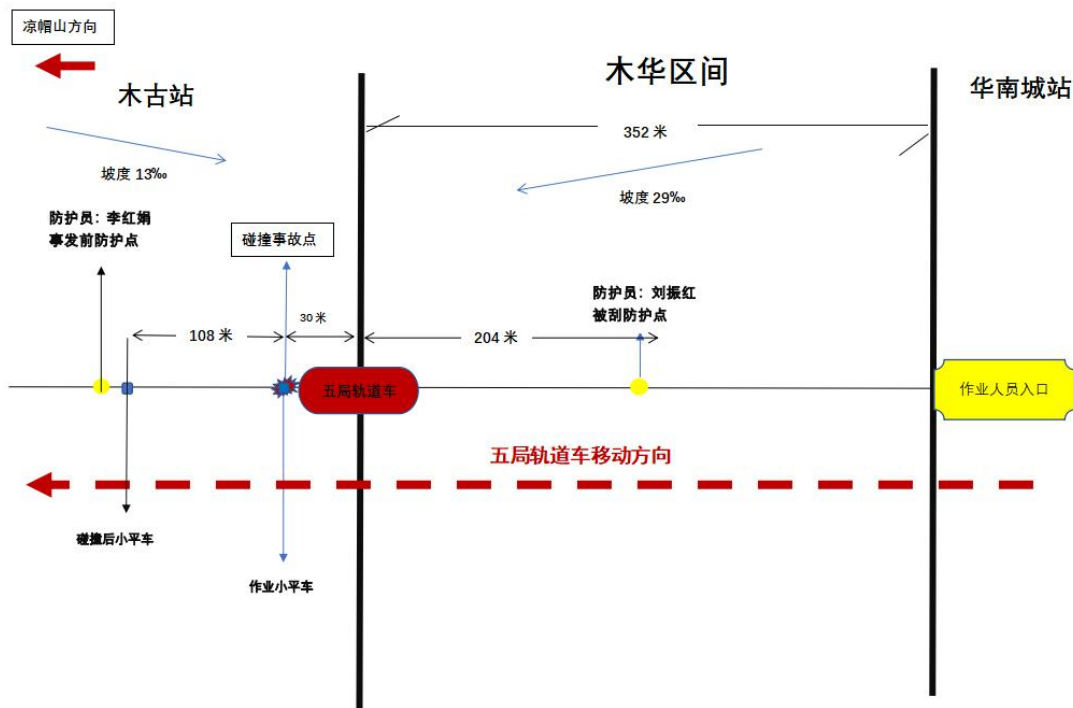 凉帽山方向
木古站
木华区间
华南城站
352 米
坡度 13‰
坡度 29‰
防护员：李红娟
事发前防护点
碰撞事故点
防护员：刘振红
被刮防护点
108 米
30 米
204 米
五局轨道车
作业人员入口
五局轨道车移动方向
碰撞后小平车
作业小平车